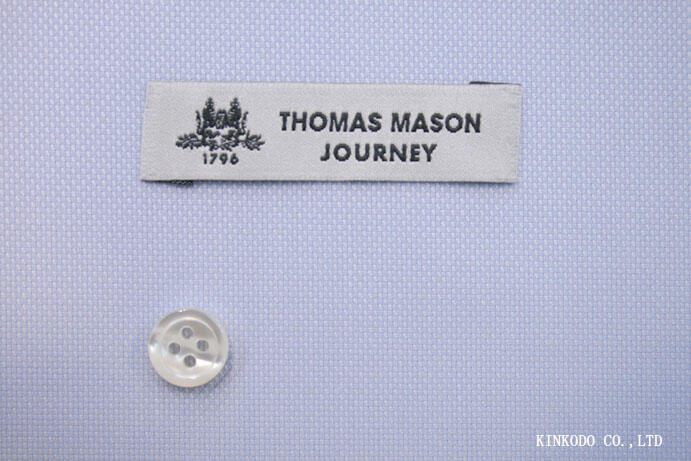 THOMAS MASON
JOURNEY
1796
KINKODO CO.,LTD